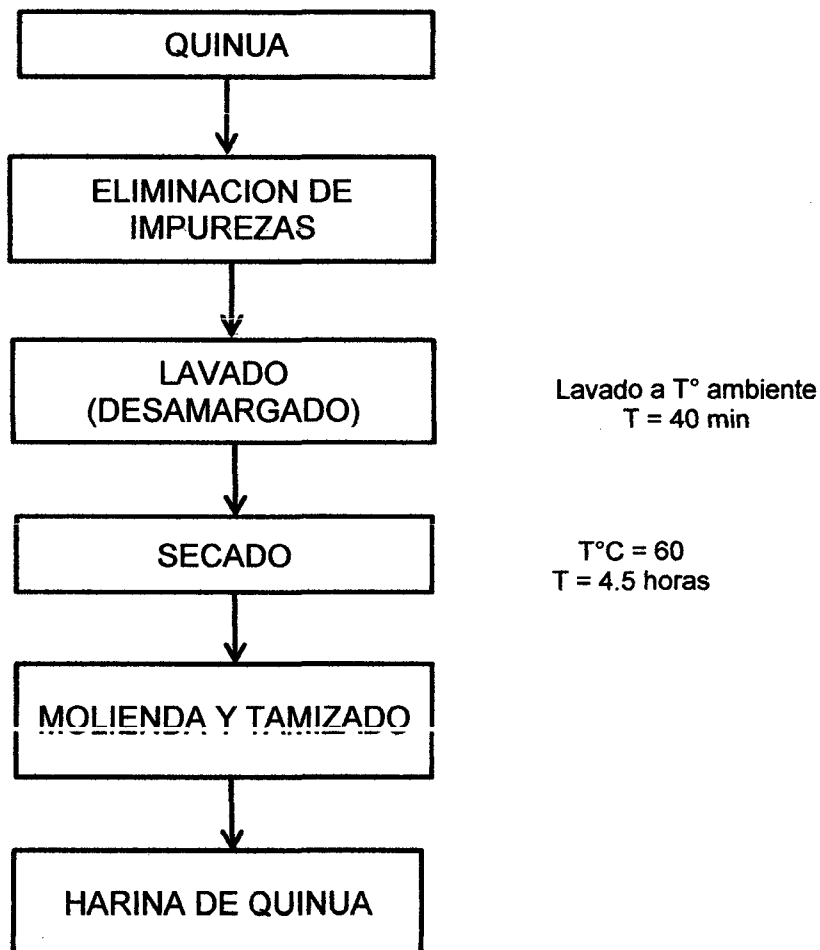 QUINUA
ELIMINACION DE
IMPUREZAS
LAVADO
(DESAMARGADO)
Lavado a T° ambiente
T = 40 min
SECADO
T°C = 60
T = 4.5 horas
MOLIENDA Y TAMIZADO
HARINA DE QUINUA